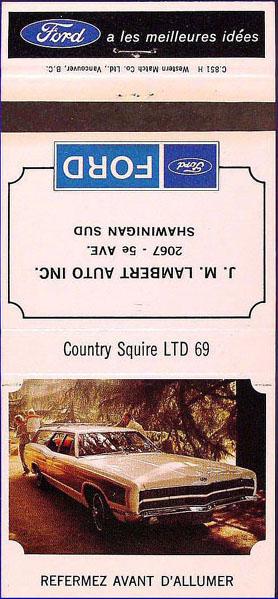 Ford a les meilleures idées
C.851 H Western Match Co. Ltd., Vancouver, B.C.
Ford FORD
J. M. LAMBERT AUTO INC.
2067 - 5e AVE.
SHAWINIGAN SUD
Country Squire LTD 69
REFERMEZ AVANT D'ALLUMER